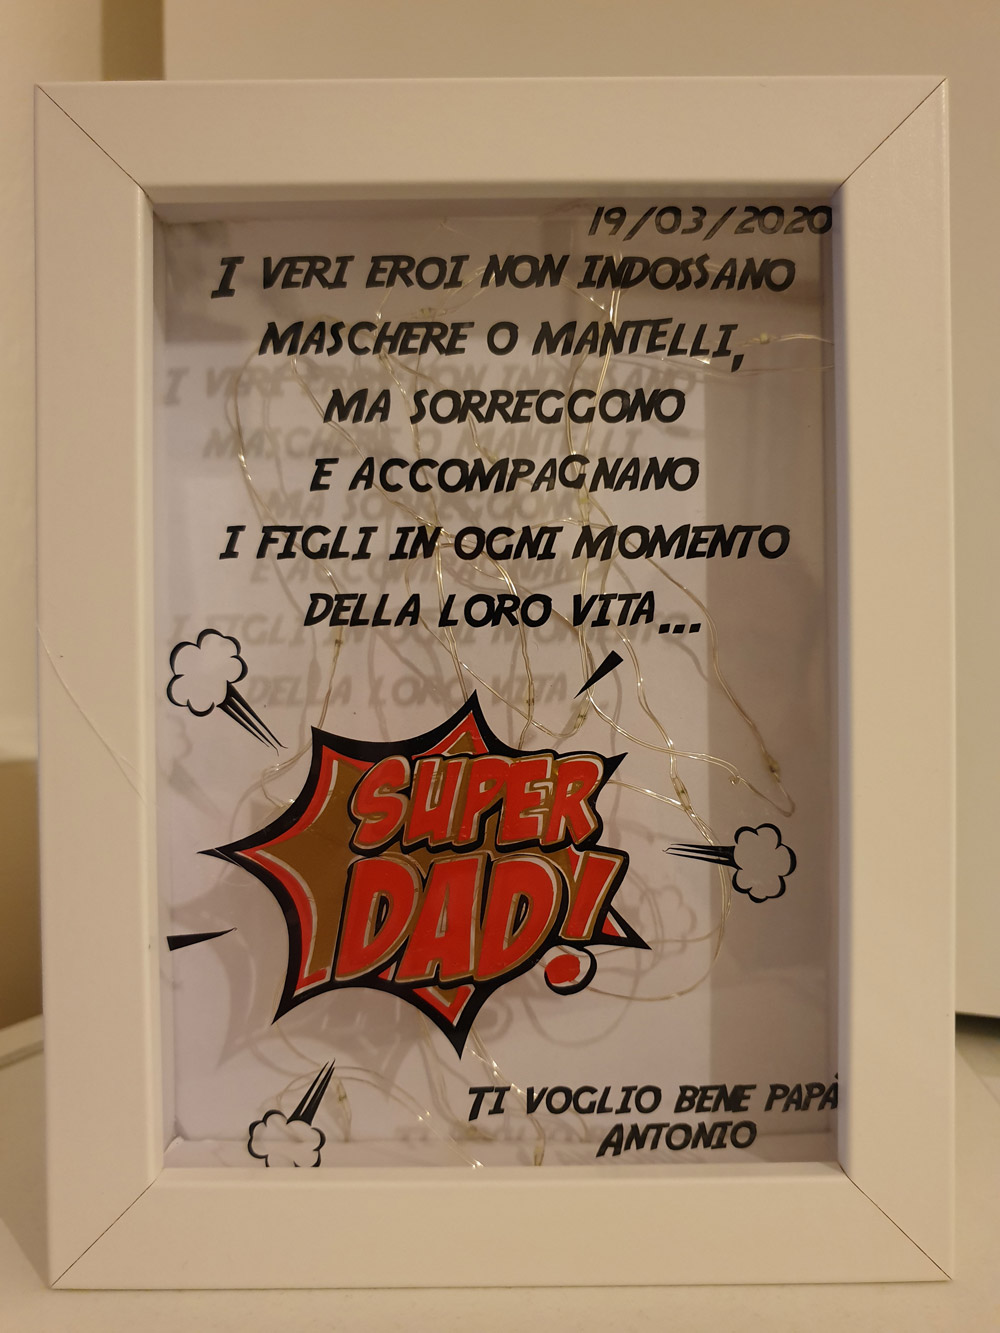 19/03/2020
I VERI EROI NON INDOSSANO
MASCHERE O MANTELLI,
MA SORREGGONO
E ACCOMPAGNANO
I FIGLI IN OGNI MOMENTO
DELLA LORO VITA...
SUPER
DAD!
TI VOGLIO BENE PAPÀ
ANTONIO